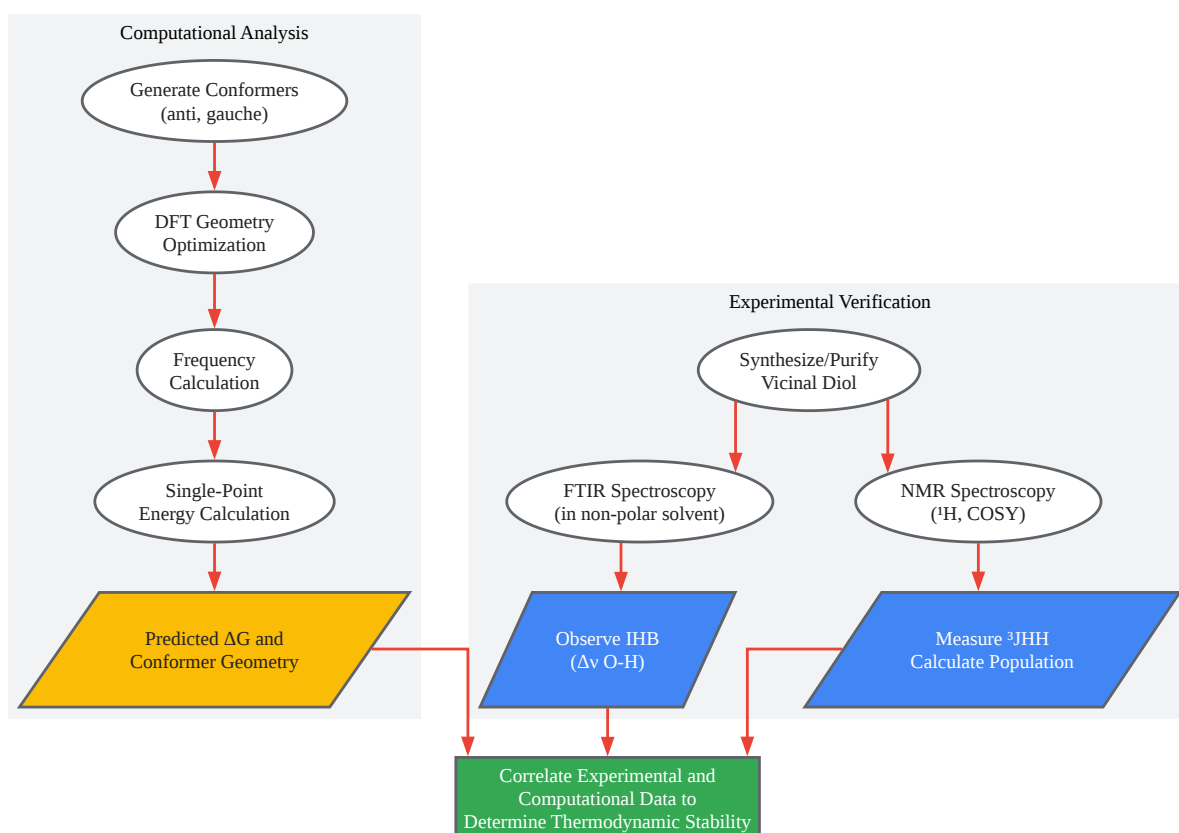 Computational Analysis
Generate Conformers
(anti, gauche)
DFT Geometry
Optimization
Frequency
Calculation
Single-Point
Energy Calculation
Predicted ΔG and
Conformer Geometry
Experimental Verification
Synthesize/Purify
Vicinal Diol
FTIR Spectroscopy
(in non-polar solvent)
NMR Spectroscopy
(¹H, COSY)
Observe IHB
(Δν O-H)
Measure ³JHH
Calculate Population
Correlate Experimental and
Computational Data to
Determine Thermodynamic Stability